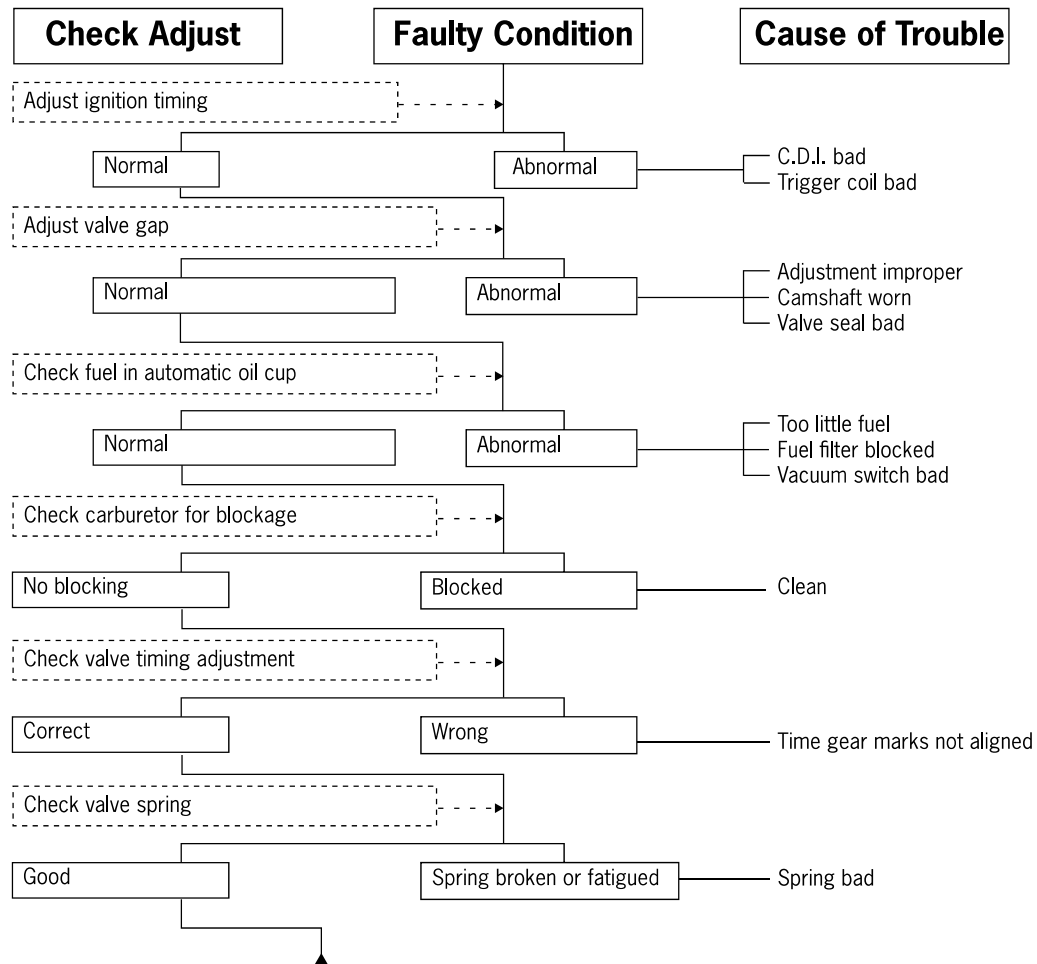 Check Adjust
Faulty Condition
Cause of Trouble
Adjust ignition timing
Normal
Abnormal
C.D.I. bad
Trigger coil bad
Adjust valve gap
Normal
Abnormal
Adjustment improper
Camshaft worn
Valve seal bad
Check fuel in automatic oil cup
Normal
Abnormal
Too little fuel
Fuel filter blocked
Vacuum switch bad
Check carburetor for blockage
No blocking
Blocked
Clean
Check valve timing adjustment
Correct
Wrong
Time gear marks not aligned
Check valve spring
Good
Spring broken or fatigued
Spring bad